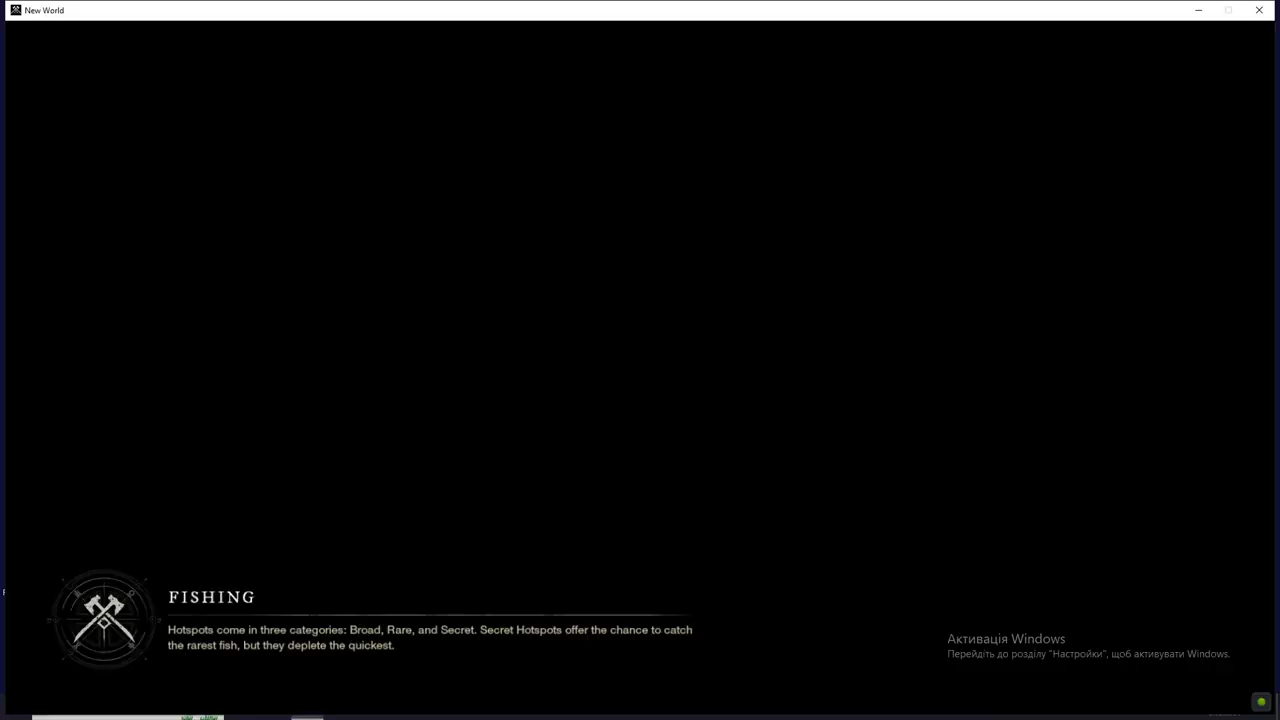 New World
FISHING
Hotspots come in three categories: Broad, Rare, and Secret. Secret Hotspots offer the chance to catch
the rarest fish, but they deplete the quickest.
Активація Windows
Перейдіть до розділу "Настройки", щоб активувати Windows.